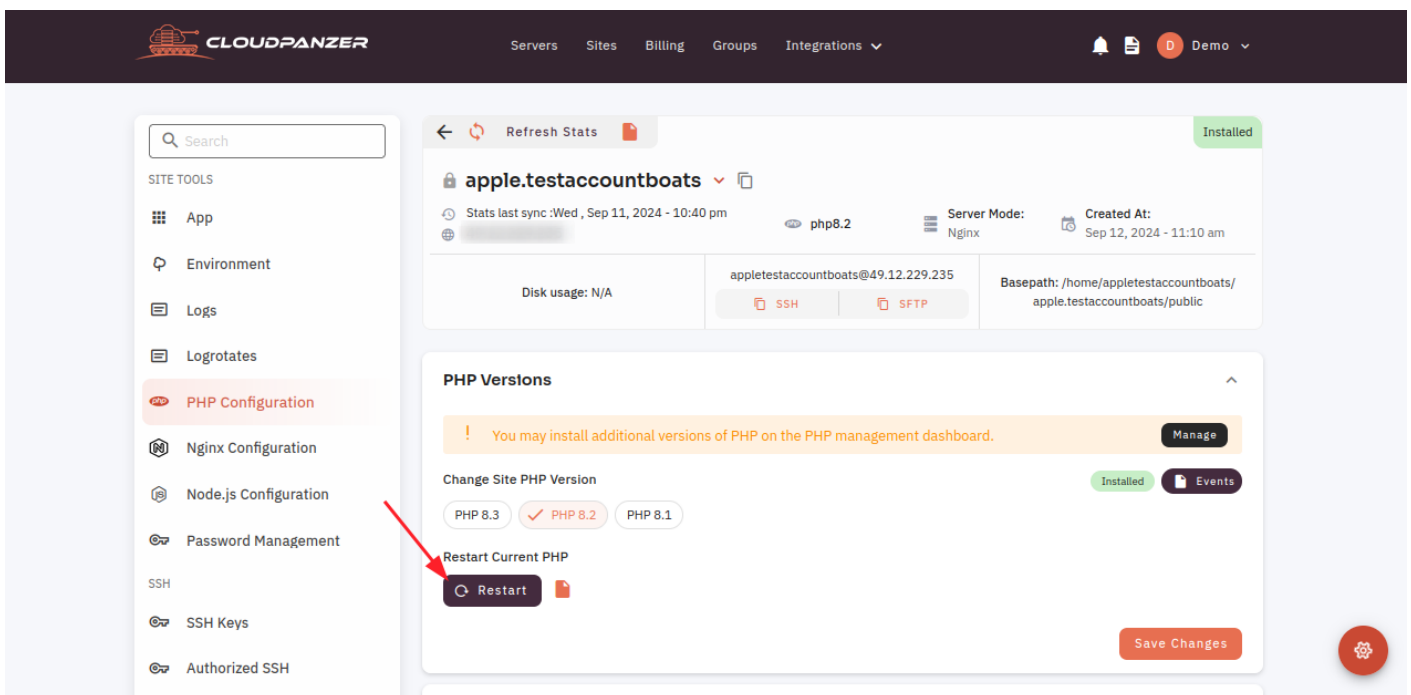 CLOUDPANZER
Servers Sites Billing Groups Integrations
D Demo
Search
SITE TOOLS
App
Environment
Logs
Logrotates
php PHP Configuration
N Nginx Configuration
JS Node.js Configuration
Password Management
SSH
SSH Keys
Authorized SSH
Refresh Stats
Installed
apple.testaccountboats
Stats last sync :Wed , Sep 11, 2024 - 10:40 pm
php php8.2
Server Mode:
Nginx
Created At:
Sep 12, 2024 - 11:10 am
Disk usage: N/A
appletestaccountboats@49.12.229.235
SSH SFTP
Basepath: /home/appletestaccountboats/
apple.testaccountboats/public
PHP Versions
! You may install additional versions of PHP on the PHP management dashboard.
Manage
Change Site PHP Version
Installed Events
PHP 8.3 PHP 8.2 PHP 8.1
Restart Current PHP
Restart
Save Changes